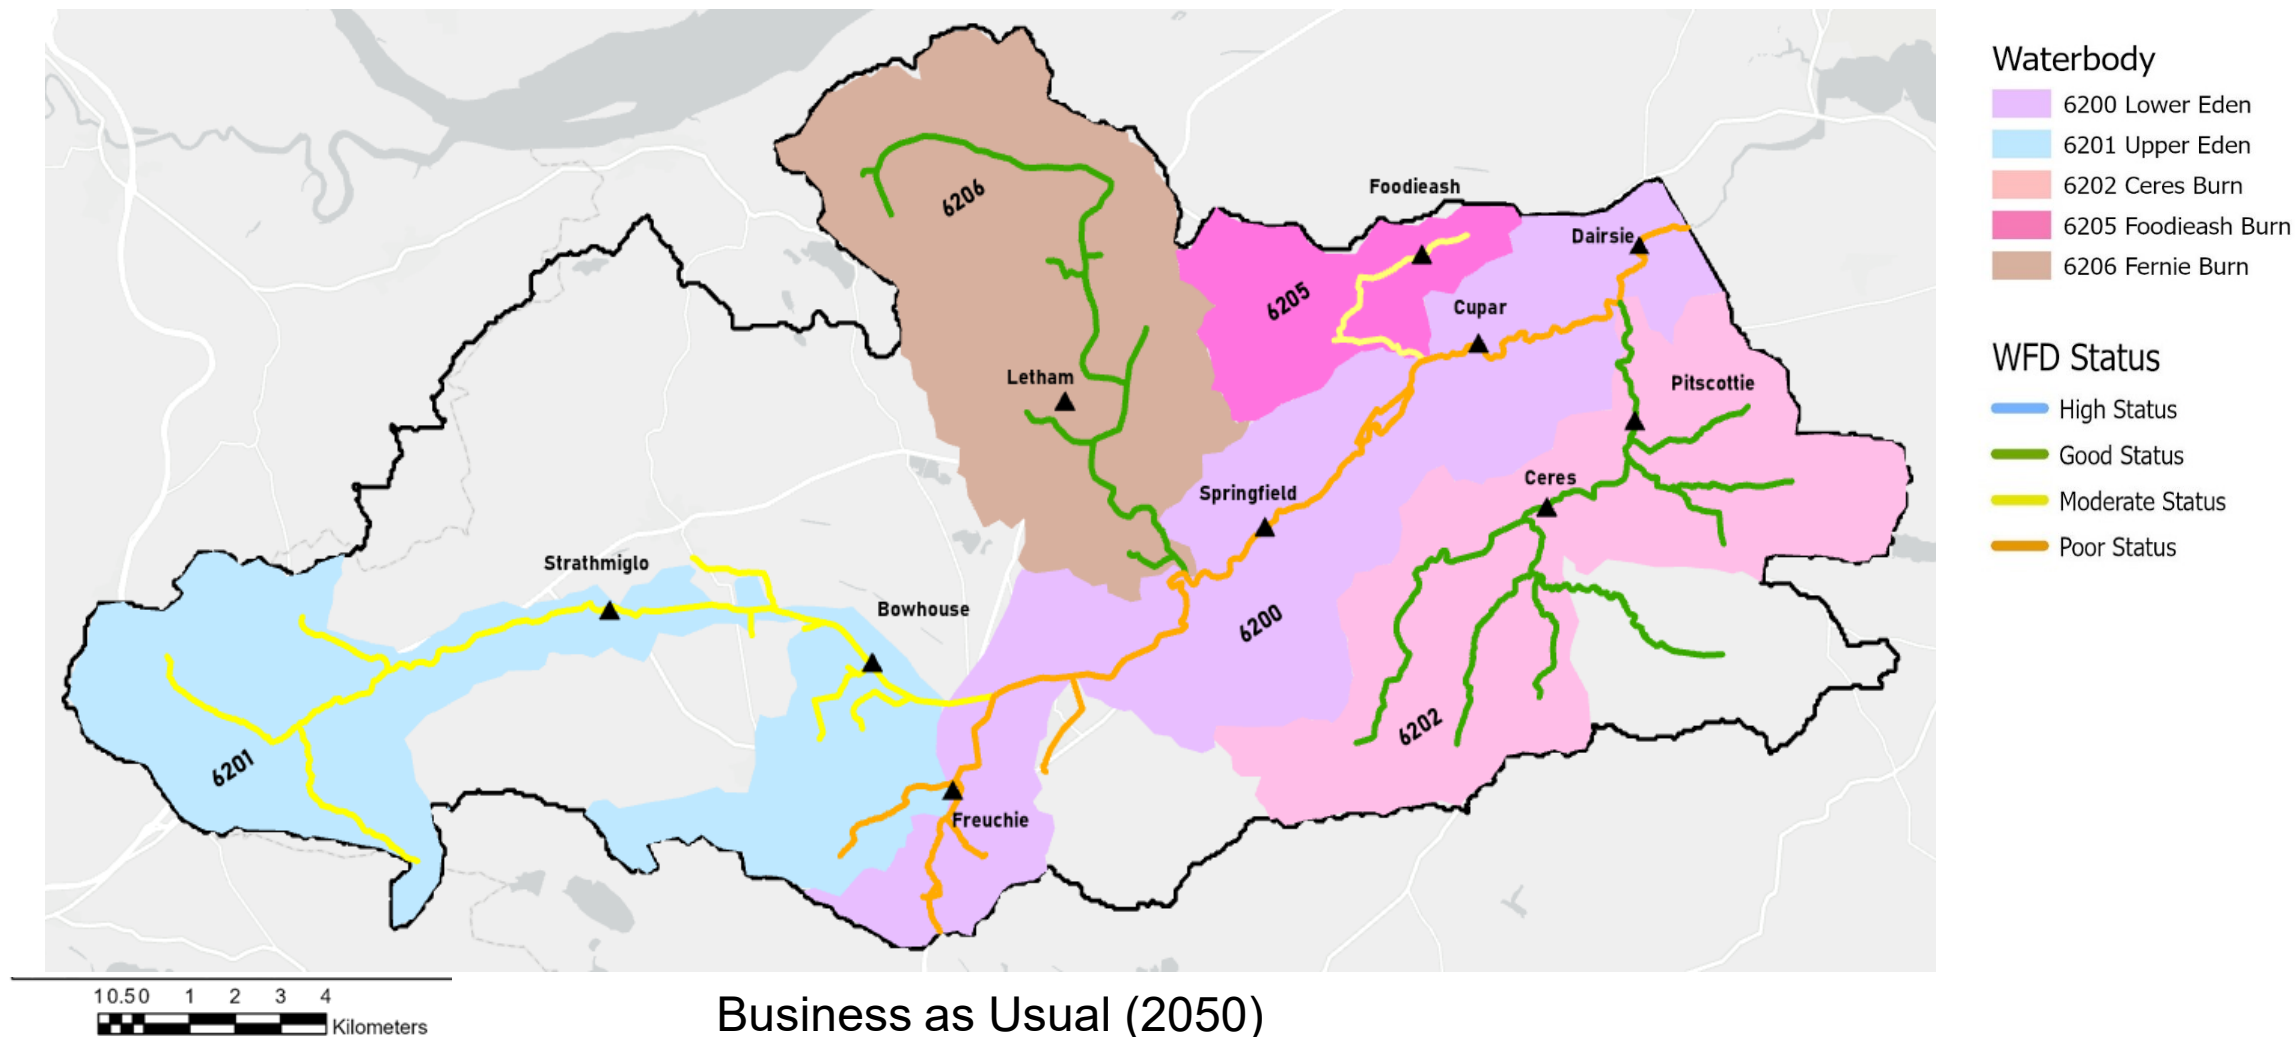 Waterbody
6200 Lower Eden
6201 Upper Eden
6202 Ceres Burn
6205 Foodieash Burn
6206 Fernie Burn
WFD Status
High Status
Good Status
Moderate Status
Poor Status
6206
Foodieash
Dairsie
6205
Cupar
Letham
Pitscottie
Ceres
Springfield
Strathmiglo
Bowhouse
6200
6202
6201
Freuchie
1 0.5 0 1 2 3 4
Kilometers
Business as Usual (2050)